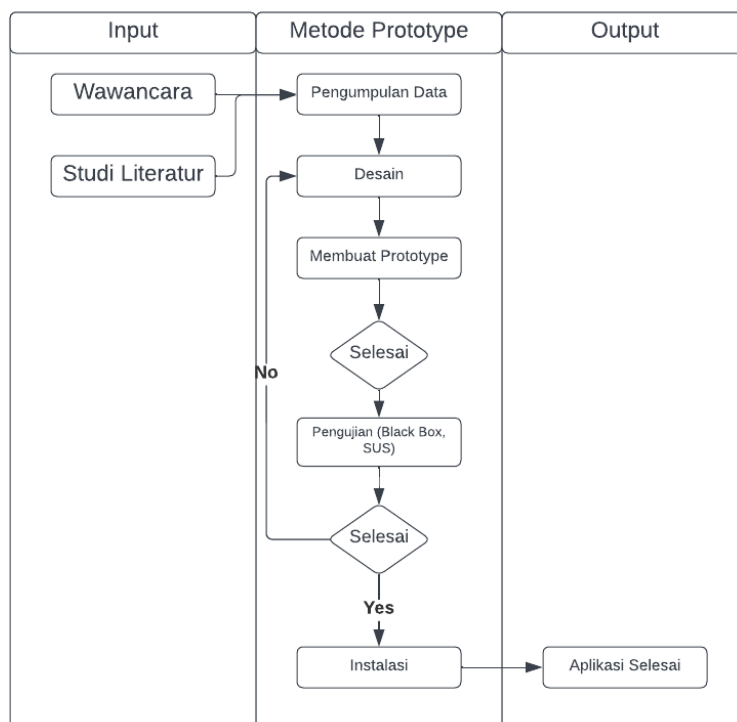 Input
Metode Prototype
Output
Wawancara
Pengumpulan Data
Studi Literatur
Desain
Membuat Prototype
Selesai
No
Pengujian (Black Box,
SUS)
Selesai
Yes
Instalasi
Aplikasi Selesai